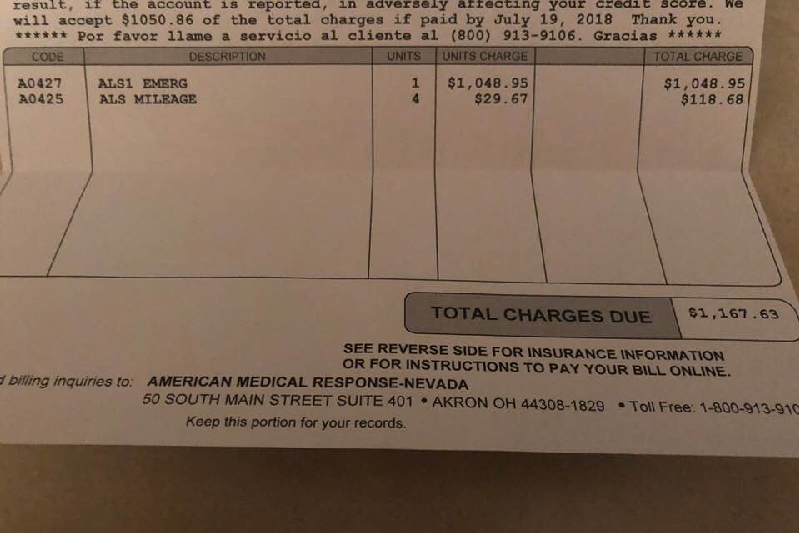 result, if the account is reported, in adversely affecting your credit score. We
will accept $1050.86 of the total charges if paid by July 19, 2018 Thank you.
****** Por favor llame a servicio al cliente al (800) 913-9106. Gracias ******
CODE DESCRIPTION UNITS UNITS CHARGE TOTAL CHARGE
A0427 ALS1 EMERG 1 $1,048.95 $1,048.95
A0425 ALS MILEAGE 4 $29.67 $118.68
TOTAL CHARGES DUE $1,167.63
SEE REVERSE SIDE FOR INSURANCE INFORMATION
OR FOR INSTRUCTIONS TO PAY YOUR BILL ONLINE.
billing inquiries to: AMERICAN MEDICAL RESPONSE-NEVADA
50 SOUTH MAIN STREET SUITE 401 • AKRON OH 44308-1829 • Toll Free: 1-800-913-910
Keep this portion for your records.